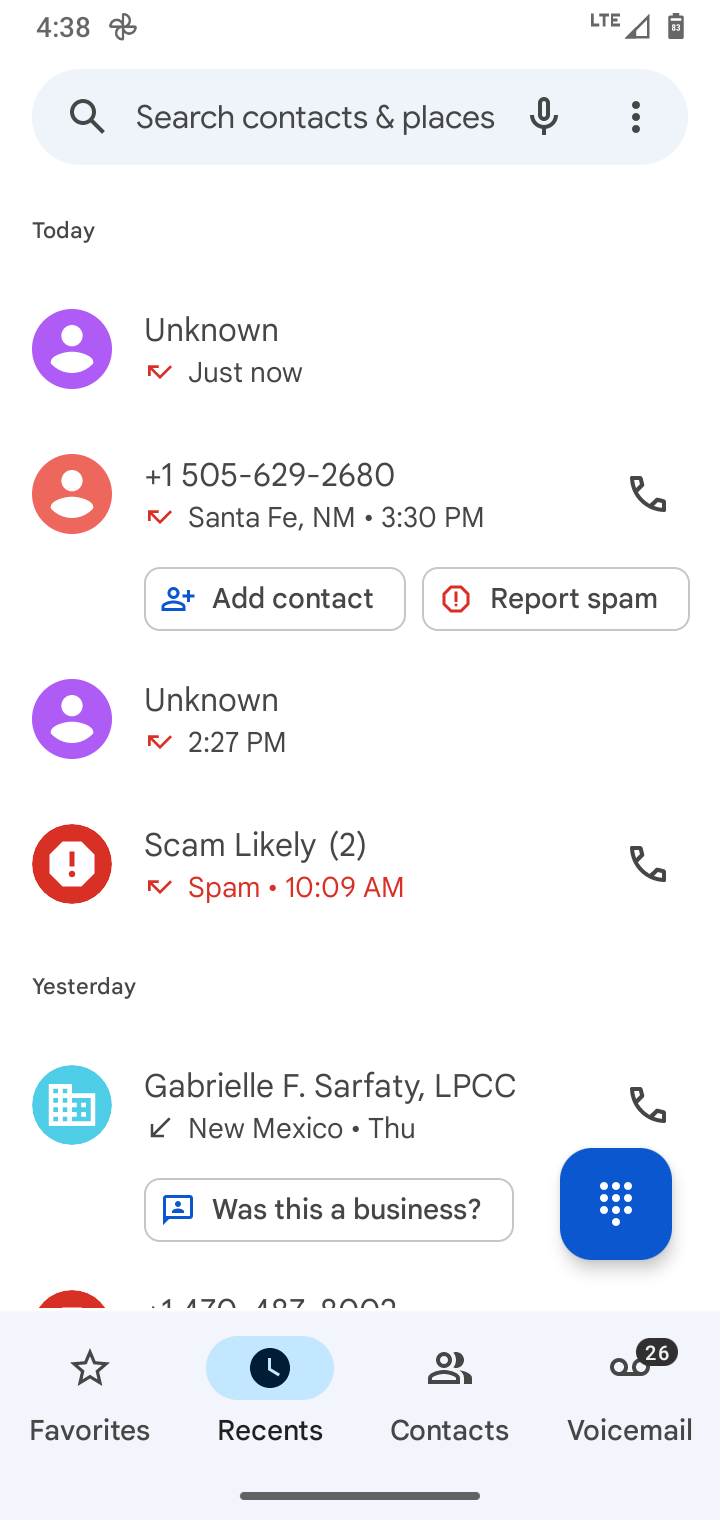 4:38 LTE 83
Search contacts & places
Today
Unknown
Just now
+1 505-629-2680
Santa Fe, NM • 3:30 PM
Add contact Report spam
Unknown
2:27 PM
Scam Likely (2)
Spam • 10:09 AM
Yesterday
Gabrielle F. Sarfaty, LPCC
New Mexico • Thu
Was this a business?
26
Favorites Recents Contacts Voicemail